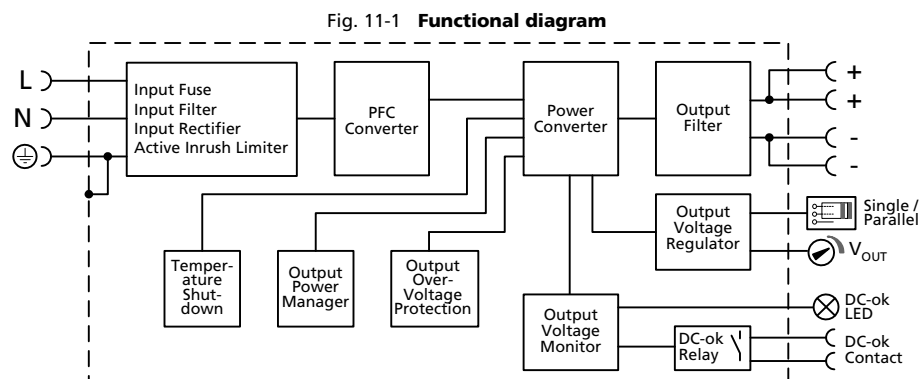 Fig. 11-1 Functional diagram
L
N
Input Fuse
Input Filter
Input Rectifier
Active Inrush Limiter
PFC
Converter
Power
Converter
Output
Filter
+
+
-
-
Output
Voltage
Regulator
Single /
Parallel
VOUT
Temper-
ature
Shut-
down
Output
Power
Manager
Output
Over-
Voltage
Protection
Output
Voltage
Monitor
DC-ok
Relay
DC-ok
LED
DC-ok
Contact